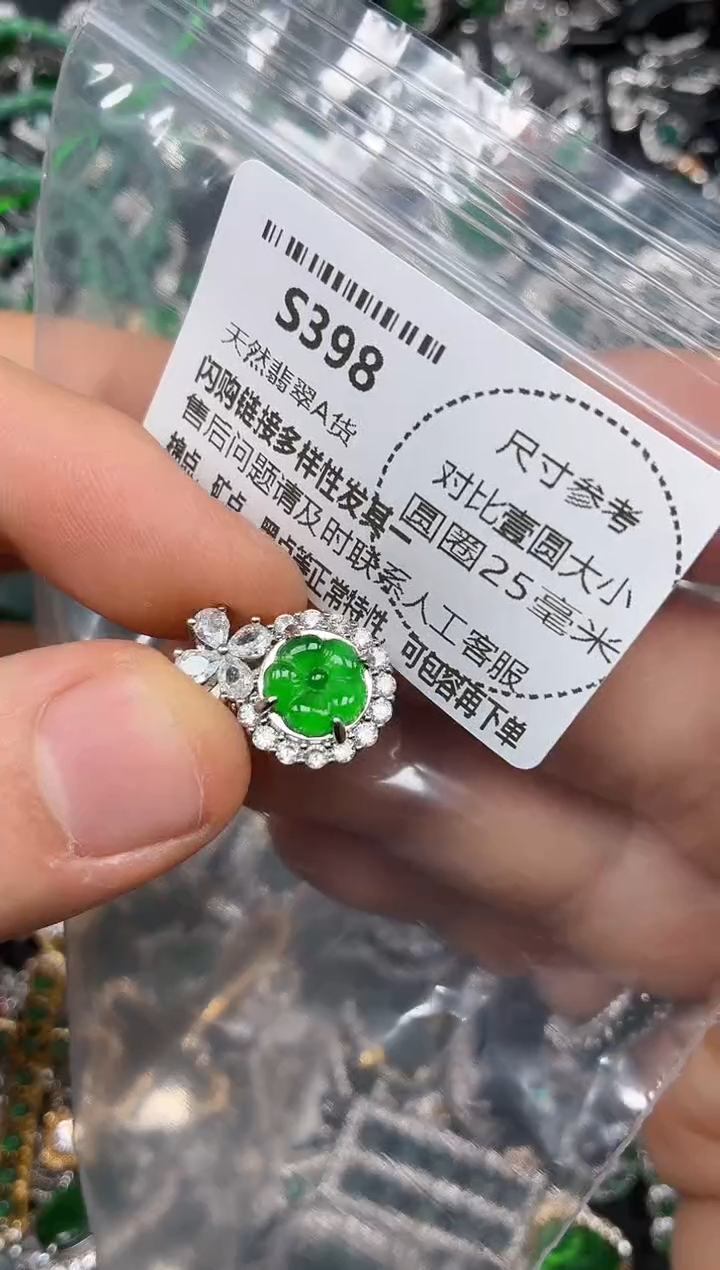 S398
天然翡翠A货
闪购链接多样性发其一
售后问题请及时联系人工客服
棉点、矿点、黑点等正常特性,可包容再下单
尺寸参考
对比壹圆大小
圆圈25毫米